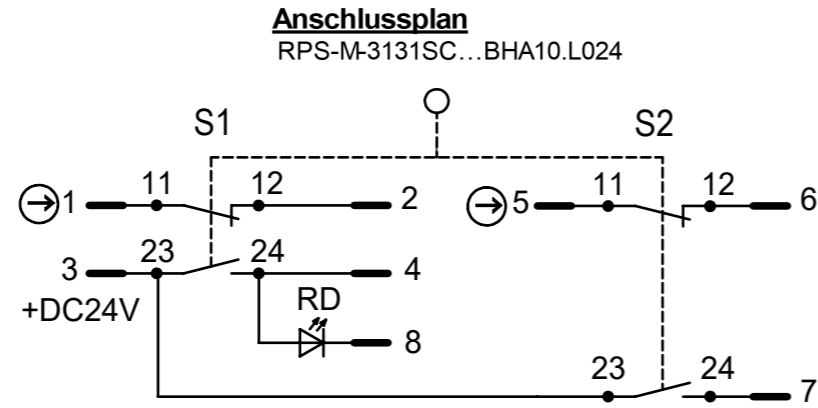 Anschlussplan
RPS-M-3131SC...BHA10.L024
S1
S2
1 11 12 2
5 11 12 6
3 23 24 4
+DC24V
RD
8
23 24 7